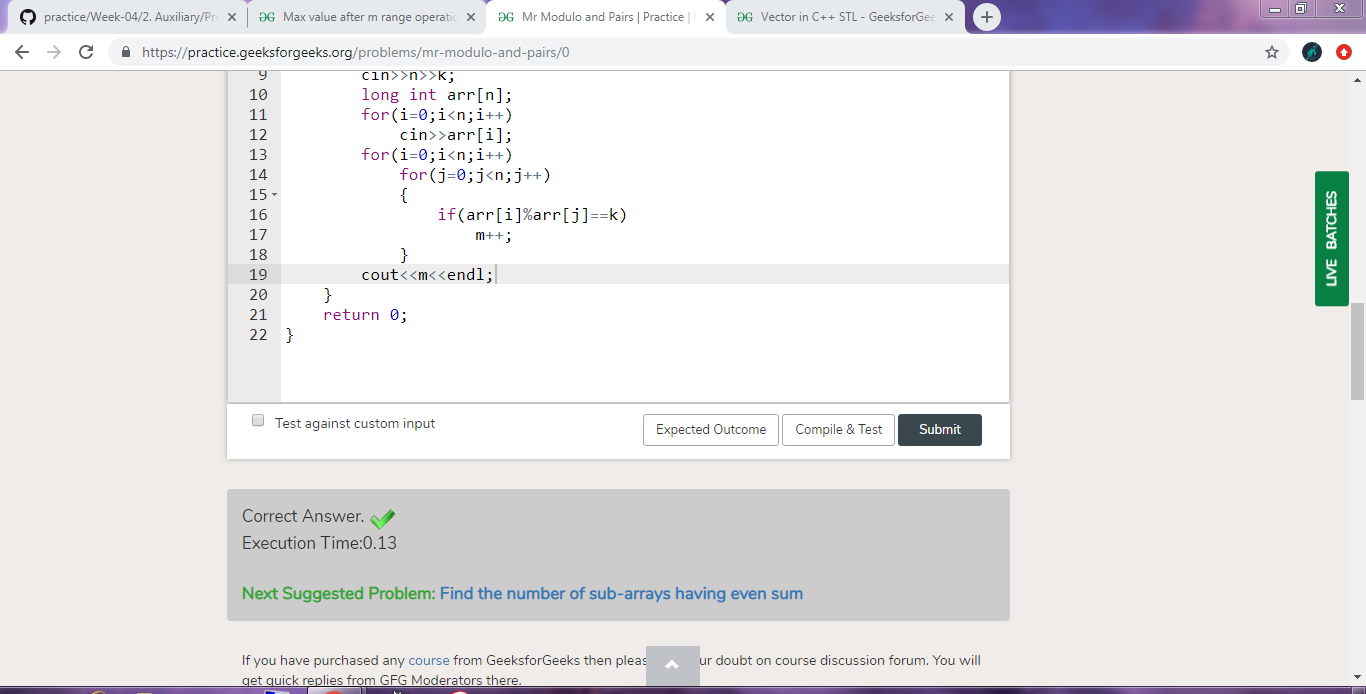 practice/Week-04/2. Auxiliary/Pr
Max value after m range operatio
Mr Modulo and Pairs | Practice |
Vector in C++ STL - GeeksforGee
https://practice.geeksforgeeks.org/problems/mr-modulo-and-pairs/0
9 cin>>n>>k;
10 long int arr[n];
11 for(i=0;i<n;i++)
12 cin>>arr[i];
13 for(i=0;i<n;i++)
14 for(j=0;j<n;j++)
15 {
16 if(arr[i]%arr[j]==k)
17 m++;
18 }
19 cout<<m<<endl;
20 }
21 return 0;
22 }
LIVE BATCHES
Test against custom input
Expected Outcome
Compile & Test
Submit
Correct Answer.
Execution Time:0.13
Next Suggested Problem: Find the number of sub-arrays having even sum
If you have purchased any course from GeeksforGeeks then pleas ur doubt on course discussion forum. You will
get quick replies from GFG Moderators there.